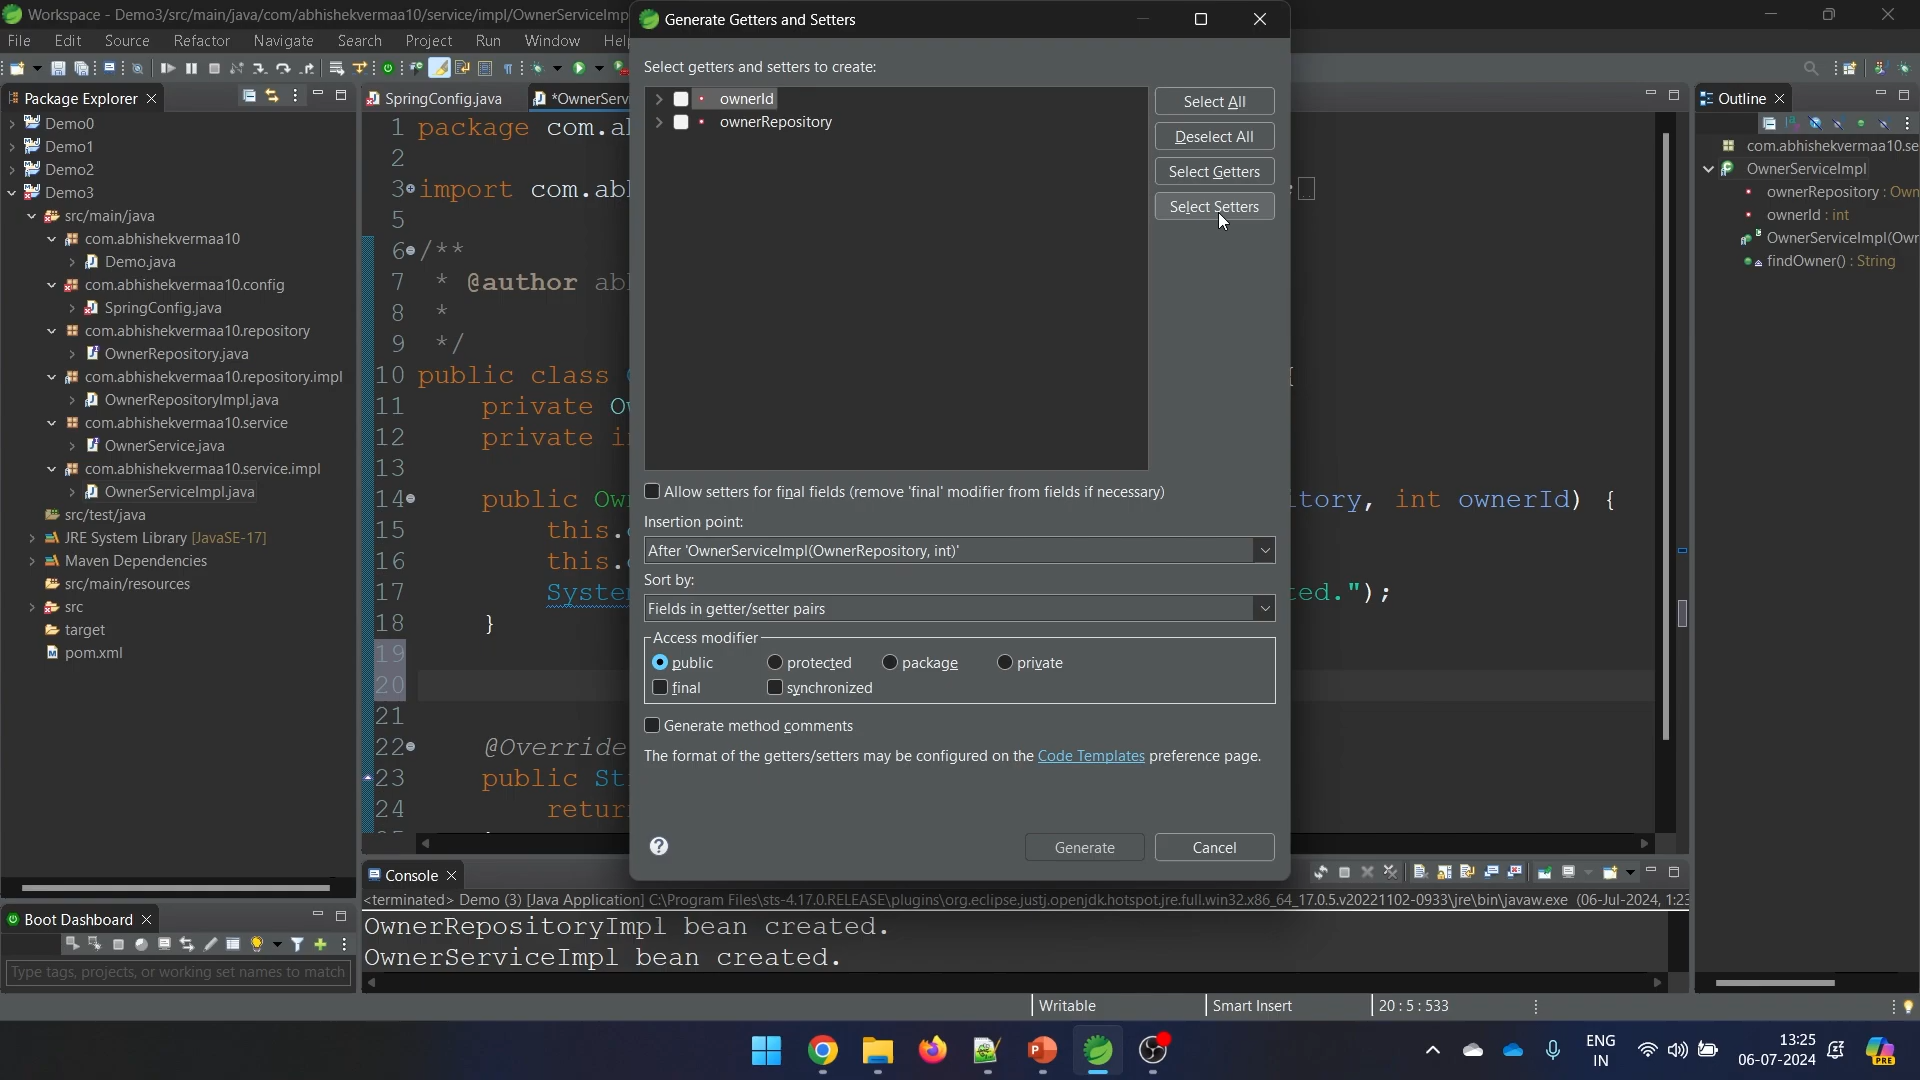 Workspace - Demo3/src/main/java/com/abhishekvermaa10/service/impl/OwnerServiceImp
File Edit Source Refactor Navigate Search Project Run Window Help
Package Explorer
Demo0
Demo1
Demo2
Demo3
src/main/java
com.abhishekvermaa10
Demo.java
com.abhishekvermaa10.config
SpringConfig.java
com.abhishekvermaa10.repository
OwnerRepository.java
com.abhishekvermaa10.repository.impl
OwnerRepositoryImpl.java
com.abhishekvermaa10.service
OwnerService.java
com.abhishekvermaa10.service.impl
OwnerServiceImpl.java
src/test/java
JRE System Library [JavaSE-17]
Maven Dependencies
src/main/resources
src
target
pom.xml
Boot Dashboard
Type tags, projects, or working set names to match
SpringConfig.java
*OwnerServ
1 package com.a
2
3 import com.ab
5
6 /**
7 * @author ab
8 *
9 */
10 public class {
11 private Ow
12 private i
13
14 public Ow itory, int ownerId) {
15 this.
16 this.
17 System ted.");
18 }
19
20
21
22 @Override
23 public St
24 return
Generate Getters and Setters
Select getters and setters to create:
ownerId
ownerRepository
Select All
Deselect All
Select Getters
Select Setters
Allow setters for final fields (remove 'final' modifier from fields if necessary)
Insertion point:
After 'OwnerServiceImpl(OwnerRepository, int)'
Sort by:
Fields in getter/setter pairs
Access modifier
public protected package private
final synchronized
Generate method comments
The format of the getters/setters may be configured on the Code Templates preference page.
?
Generate
Cancel
Outline
com.abhishekvermaa10.se
OwnerServiceImpl
ownerRepository : Own
ownerId : int
OwnerServiceImpl(Owr
findOwner() : String
Console
<terminated> Demo (3) [Java Application] C:\Program Files\sts-4.17.0.RELEASE\plugins\org.eclipse.justj.openjdk.hotspot.jre.full.win32.x86_64_17.0.5.v20221102-0933\jre\bin\javaw.exe (06-Jul-2024, 1:23
OwnerRepositoryImpl bean created.
OwnerServiceImpl bean created.
Writable
Smart Insert
20 : 5 : 533
ENG
IN
13:25
06-07-2024